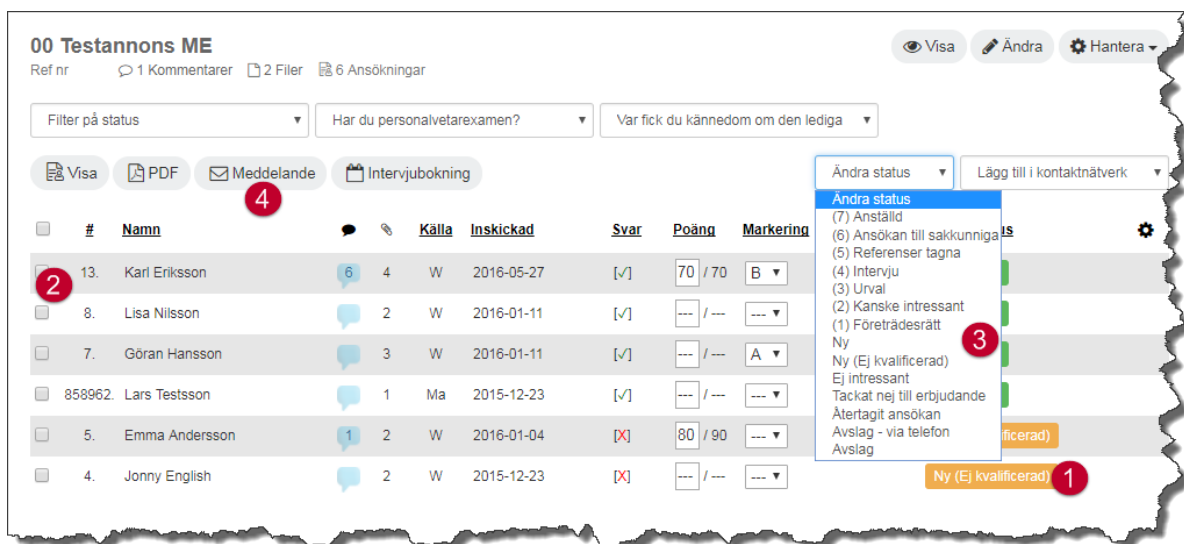 00 Testannons ME
Visa Ändra Hantera
Ref nr 1 Kommentarer 2 Filer 6 Ansökningar
Filter på status Har du personalvetarexamen? Var fick du kännedom om den lediga
Visa PDF Meddelande Intervjubokning Ändra status Lägg till i kontaktnätverk
4
# Namn Källa Inskickad Svar Poäng Markering us
Ändra status
(7) Anställd
(6) Ansökan till sakkunniga
(5) Referenser tagna
(4) Intervju
(3) Urval
(2) Kanske intressant
(1) Företrädesrätt
Ny
Ny (Ej kvalificerad)
Ej intressant
Tackat nej till erbjudande
Återtagit ansökan
Avslag - via telefon
Avslag
3
13. Karl Eriksson 6 4 W 2016-05-27 [✓] 70 / 70 B
2
8. Lisa Nilsson 2 W 2016-01-11 [✓] --- / --- ---
7. Göran Hansson 3 W 2016-01-11 [✓] --- / --- A
858962. Lars Testsson 1 Ma 2015-12-23 [✓] --- / --- ---
5. Emma Andersson 1 2 W 2016-01-04 [X] 80 / 90 --- ificerad)
4. Jonny English 2 W 2015-12-23 [X] --- / --- --- Ny (Ej kvalificerad) 1